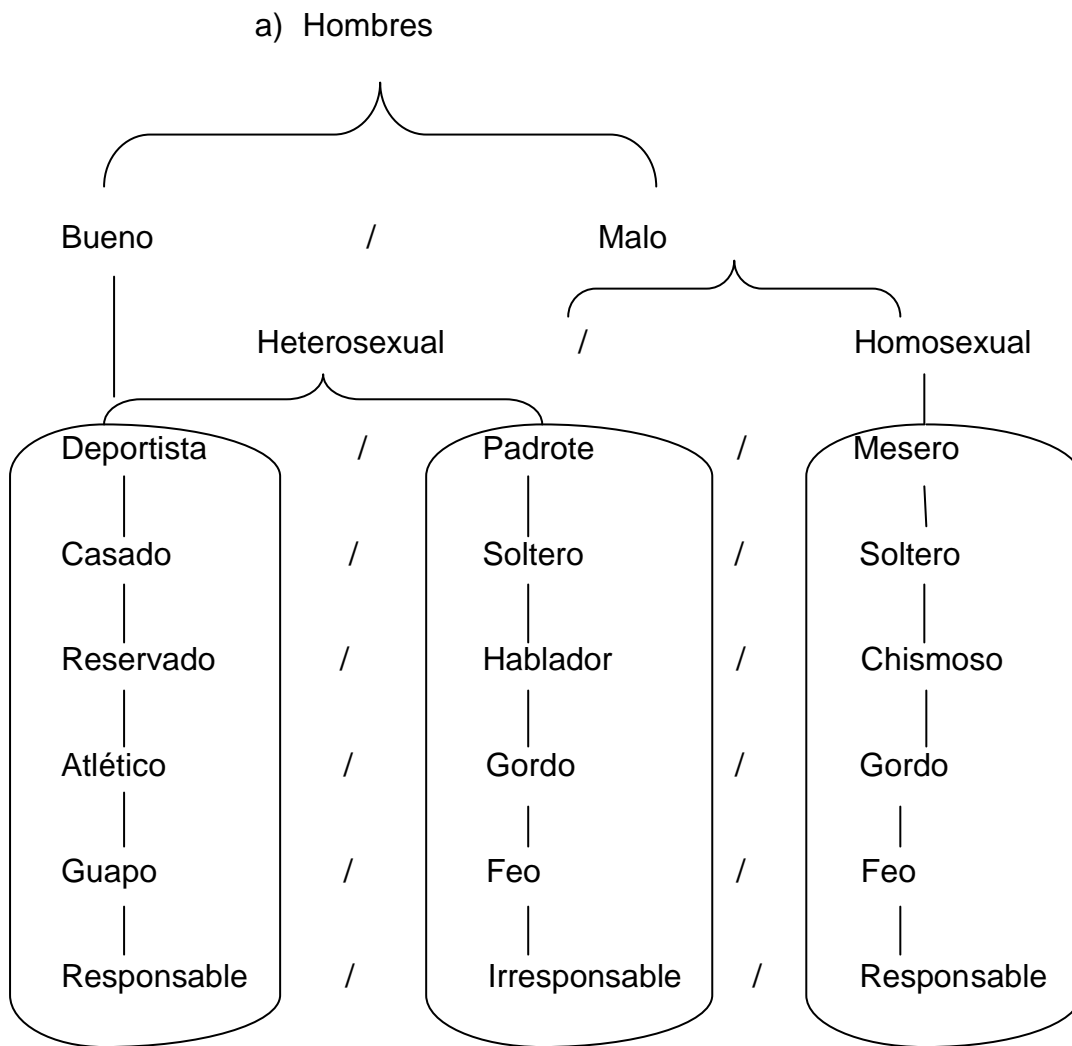 a) Hombres
Bueno / Malo
Heterosexual / Homosexual
Deportista / Padrote / Mesero
Casado / Soltero / Soltero
Reservado / Hablador / Chismoso
Atlético / Gordo / Gordo
Guapo / Feo / Feo
Responsable / Irresponsable / Responsable